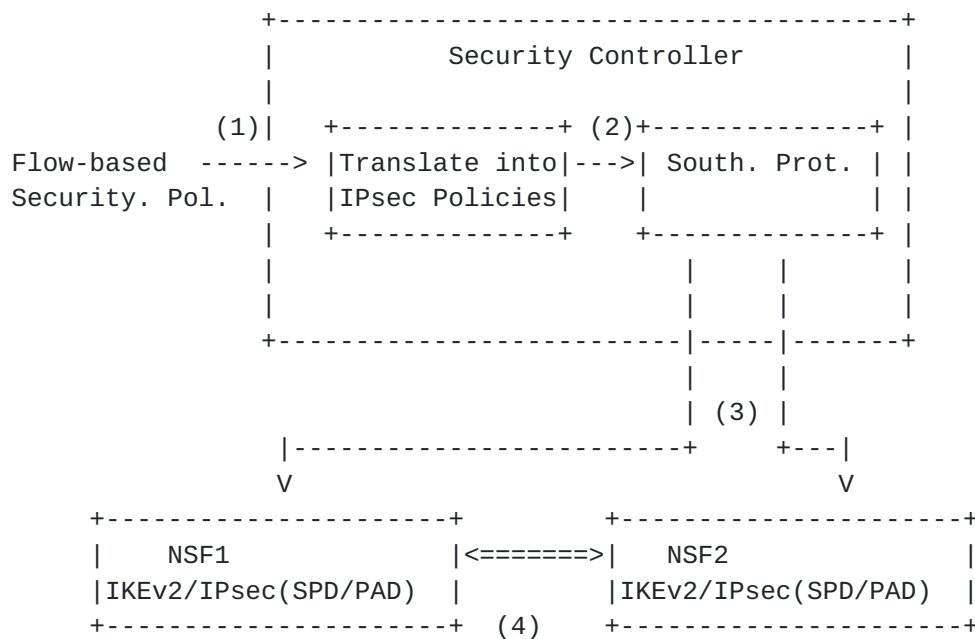 Security Controller
(1) (2)
Flow-based ------> Translate into ---> South. Prot.
Security. Pol. IPsec Policies
(3)
V V
NSF1 <=======> NSF2
IKEv2/IPsec(SPD/PAD) IKEv2/IPsec(SPD/PAD)
(4)